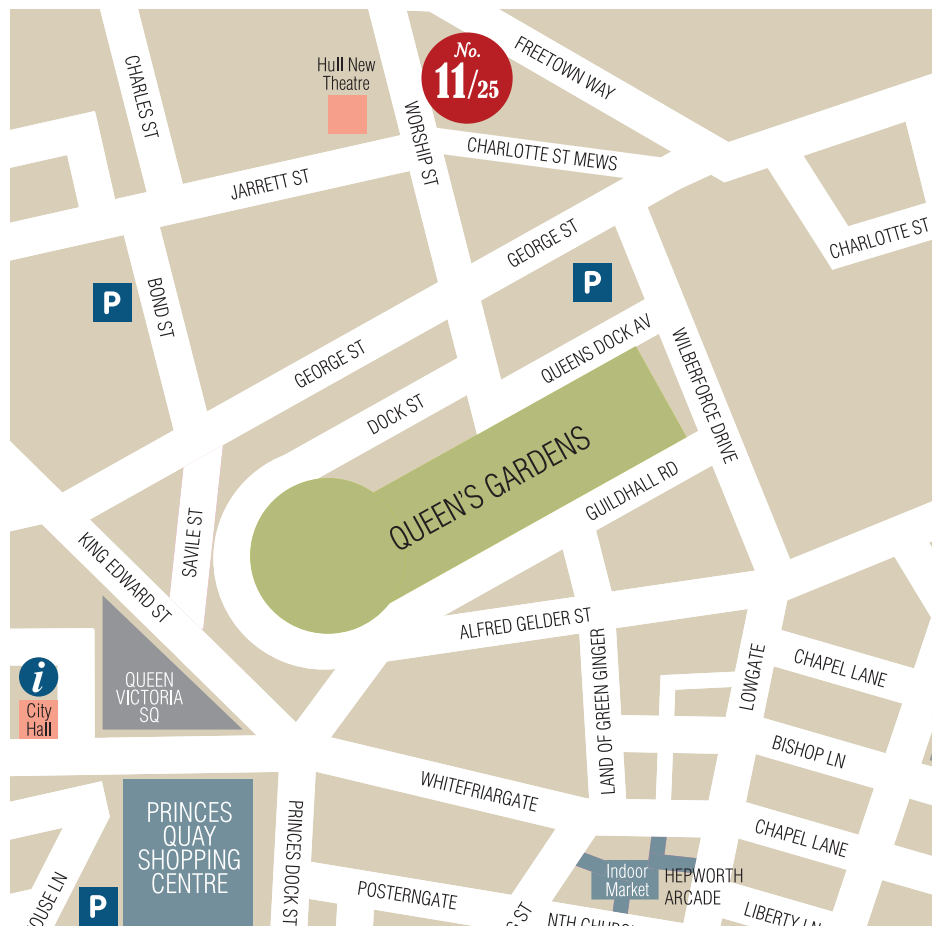 No.
11/25
FREETOWN WAY
Hull New
Theatre
CHARLES ST
WORSHIP ST
CHARLOTTE ST MEWS
JARRETT ST
CHARLOTTE ST
GEORGE ST
P
P
BOND ST
QUEENS DOCK AV
WILBERFORCE DRIVE
GEORGE ST
DOCK ST
QUEEN'S GARDENS
GUILDHALL RD
SAVILE ST
KING EDWARD ST
ALFRED GELDER ST
LAND OF GREEN GINGER
LOWGATE
CHAPEL LANE
i
City
Hall
QUEEN
VICTORIA
SQ
BISHOP LN
WHITEFRIARGATE
PRINCES
QUAY
SHOPPING
CENTRE
PRINCES DOCK ST
CHAPEL LANE
Indoor
Market
HEPWORTH
ARCADE
POSTERNGATE
P
LIBERTY LN